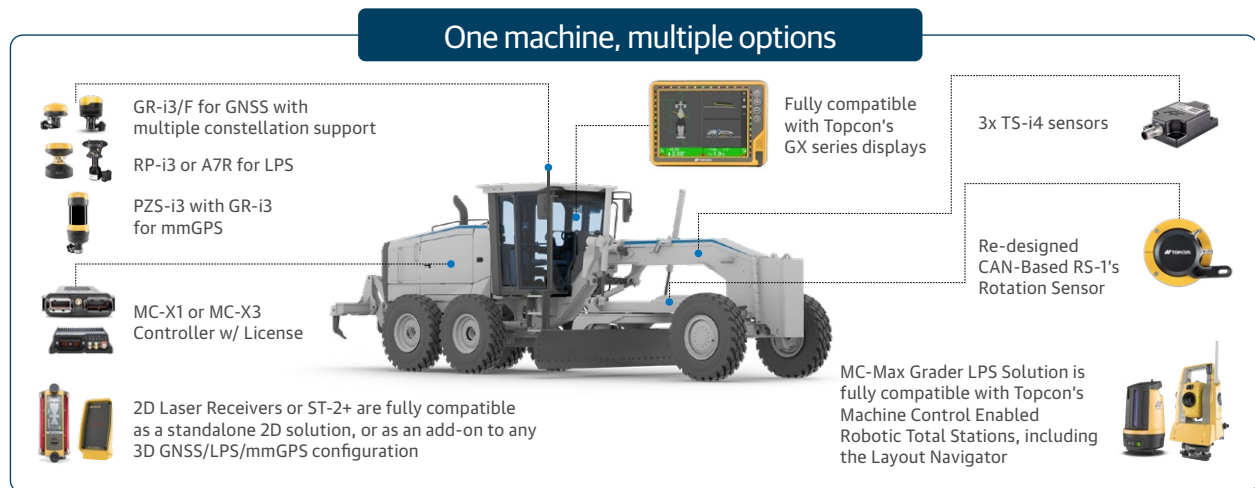 One machine, multiple options
GR-i3/F for GNSS with
multiple constellation support
RP-i3 or A7R for LPS
PZS-i3 with GR-i3
for mmGPS
MC-X1 or MC-X3
Controller w/ License
2D Laser Receivers or ST-2+ are fully compatible
as a standalone 2D solution, or as an add-on to any
3D GNSS/LPS/mmGPS configuration
Fully compatible
with Topcon's
GX series displays
3x TS-i4 sensors
Re-designed
CAN-Based RS-1's
Rotation Sensor
TOPCON
MC-Max Grader LPS Solution is
fully compatible with Topcon's
Machine Control Enabled
Robotic Total Stations, including
the Layout Navigator